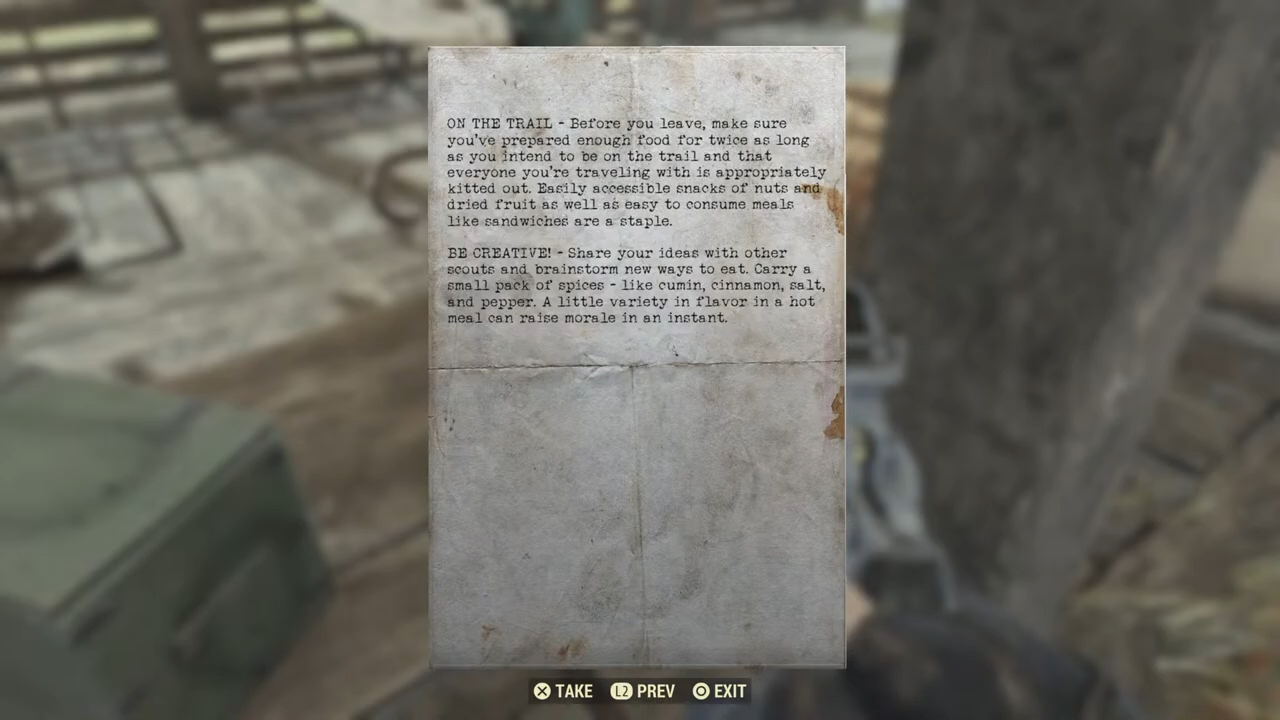 ON THE TRAIL - Before you leave, make sure
you've prepared enough food for twice as long
as you intend to be on the trail and that
everyone you're traveling with is appropriately
kitted out. Easily accessible snacks of nuts and
dried fruit as well as easy to consume meals
like sandwiches are a staple.
BE CREATIVE! - Share your ideas with other
scouts and brainstorm new ways to eat. Carry a
small pack of spices - like cumin, cinnamon, salt,
and pepper. A little variety in flavor in a hot
meal can raise morale in an instant.
TAKE L2 PREV EXIT